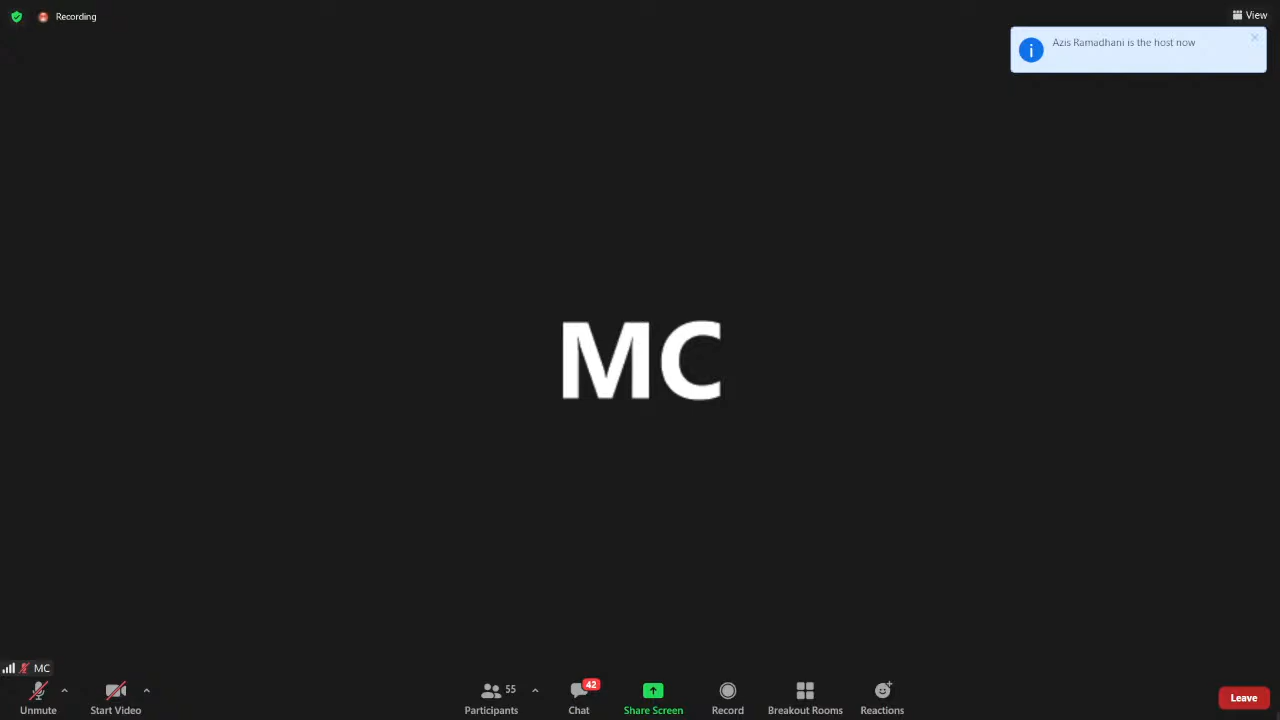 Recording
View
Azis Ramadhani is the host now
MC
MC
Unmute
Start Video
Participants
55
Chat
42
Share Screen
Record
Breakout Rooms
Reactions
Leave